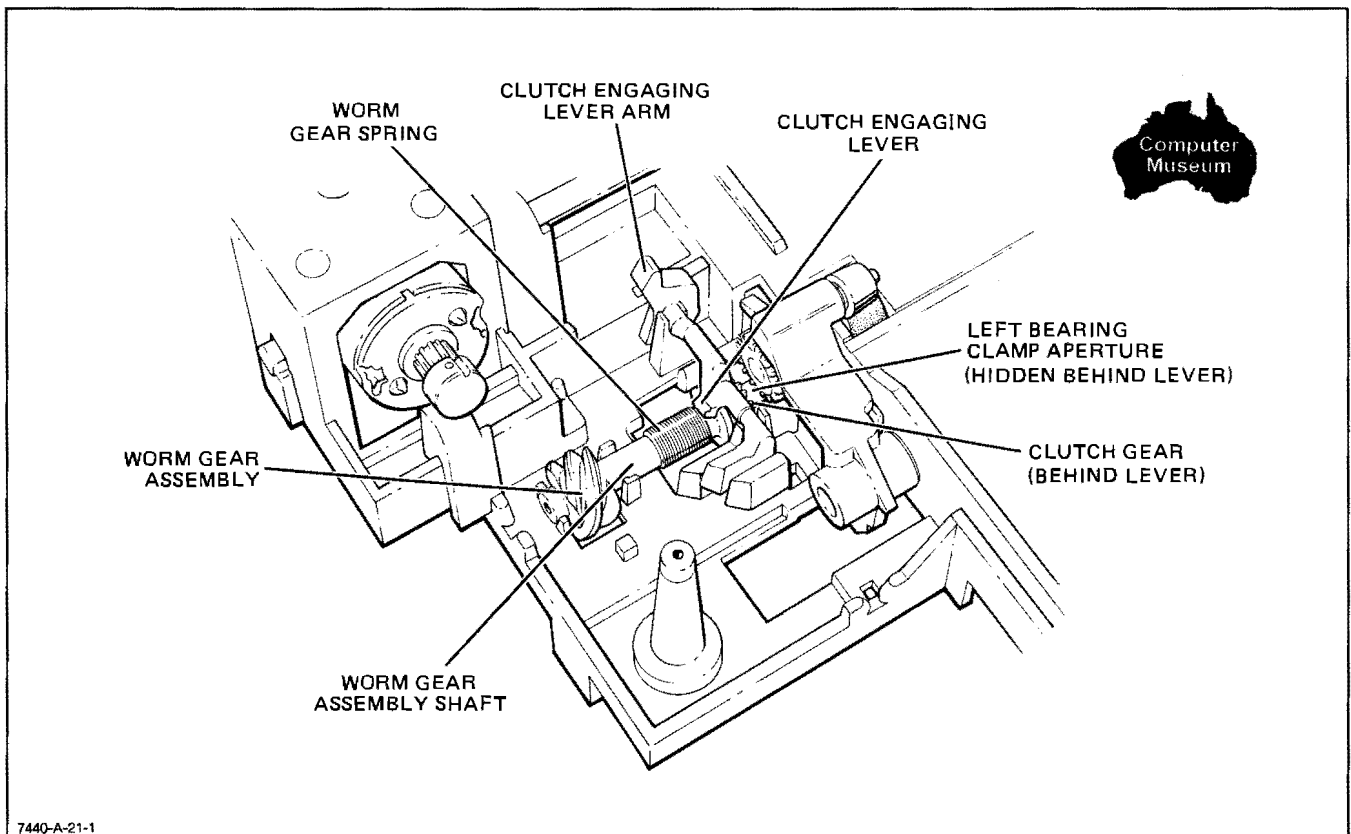 WORM
GEAR SPRING
CLUTCH ENGAGING
LEVER ARM
CLUTCH ENGAGING
LEVER
Computer
Museum
LEFT BEARING
CLAMP APERTURE
(HIDDEN BEHIND LEVER)
CLUTCH GEAR
(BEHIND LEVER)
WORM GEAR
ASSEMBLY
WORM GEAR
ASSEMBLY SHAFT
7440-A-21-1